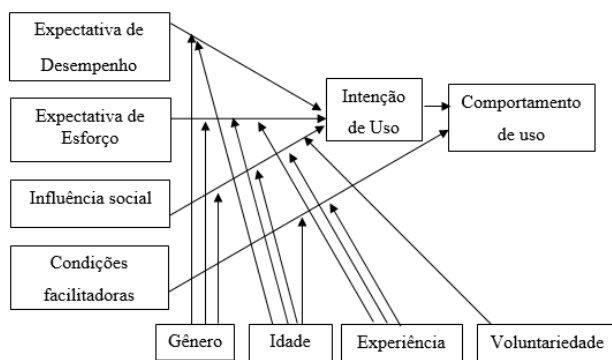 Expectativa de
Desempenho
Expectativa de
Esforço
Influência social
Condições
facilitadoras
Intenção
de Uso
Comportamento
de uso
Gênero
Idade
Experiência
Voluntariedade